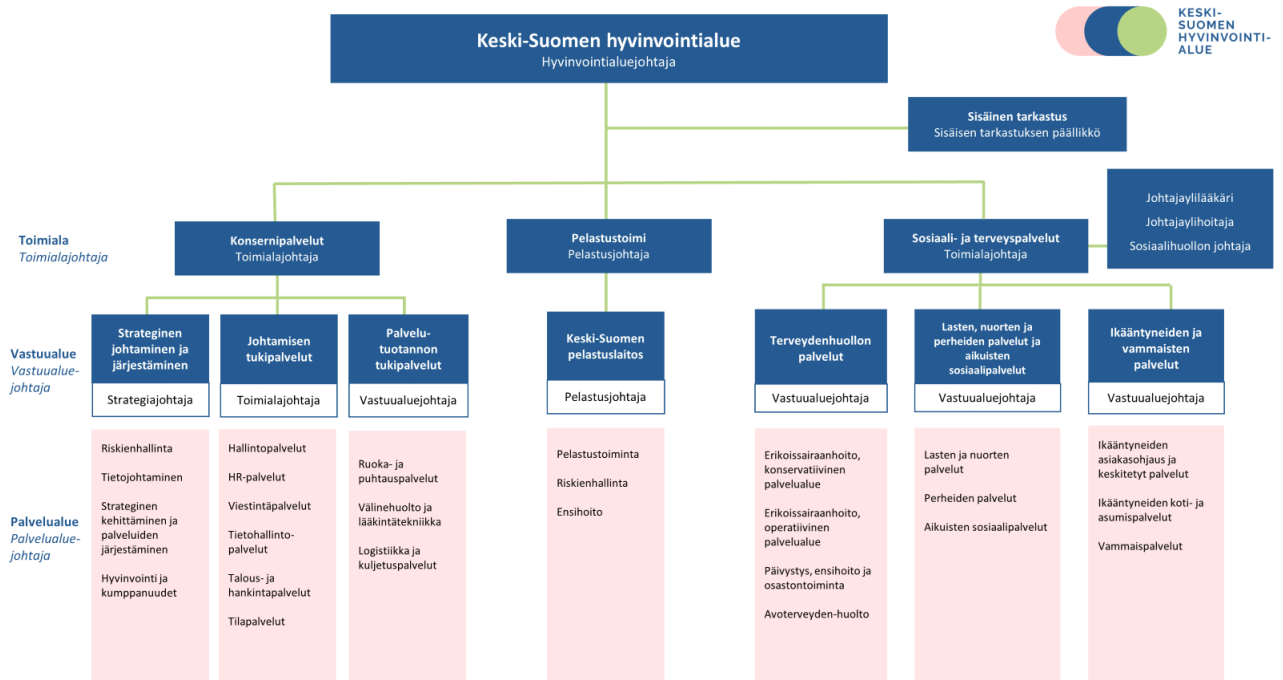 Keski-Suomen hyvinvointialue
Hyvinvointialuejohtaja
KESKI-
SUOMEN
HYVINVOINTI-
ALUE
Sisäinen tarkastus
Sisäisen tarkastuksen päällikkö
Toimiala
Toimialajohtaja
Konsernipalvelut
Toimialajohtaja
Pelastustoimi
Pelastusjohtaja
Sosiaali- ja terveyspalvelut
Toimialajohtaja
Johtajaylilääkäri
Johtajaylihoitaja
Sosiaalihuollon johtaja
Vastuualue
Vastuualue-
johtaja
Strateginen
johtaminen ja
järjestäminen
Strategiajohtaja
Johtamisen
tukipalvelut
Toimialajohtaja
Palvelu-
tuotannon
tukipalvelut
Vastuualuejohtaja
Keski-Suomen
pelastuslaitos
Pelastusjohtaja
Terveydenhuollon
palvelut
Vastuualuejohtaja
Lasten, nuorten ja
perheiden palvelut ja
aikuisten
sosiaalipalvelut
Vastuualuejohtaja
Ikääntyneiden ja
vammaisten
palvelut
Vastuualuejohtaja
Palvelualue
Palvelualue-
johtaja
Riskienhallinta
Tietojohtaminen
Strateginen
kehittäminen ja
palveluiden
järjestäminen
Hyvinvointi ja
kumppanuudet
Hallintopalvelut
HR-palvelut
Viestintäpalvelut
Tietohallinto-
palvelut
Talous- ja
hankintapalvelut
Tilapalvelut
Ruoka- ja
puhtauspalvelut
Välinehuolto ja
lääkintätekniikka
Logistiikka ja
kuljetuspalvelut
Pelastustoiminta
Riskienhallinta
Ensihoito
Erikoissairaanhoito,
konservatiivinen
palvelualue
Erikoissairaanhoito,
operatiivinen
palvelualue
Päivystys, ensihoito ja
osastontoiminta
Avoterveyden-huolto
Lasten ja nuorten
palvelut
Perheiden palvelut
Aikuisten sosiaalipalvelut
Ikääntyneiden
asiakasohjaus ja
keskitetyt palvelut
Ikääntyneiden koti- ja
asumispalvelut
Vammaispalvelut